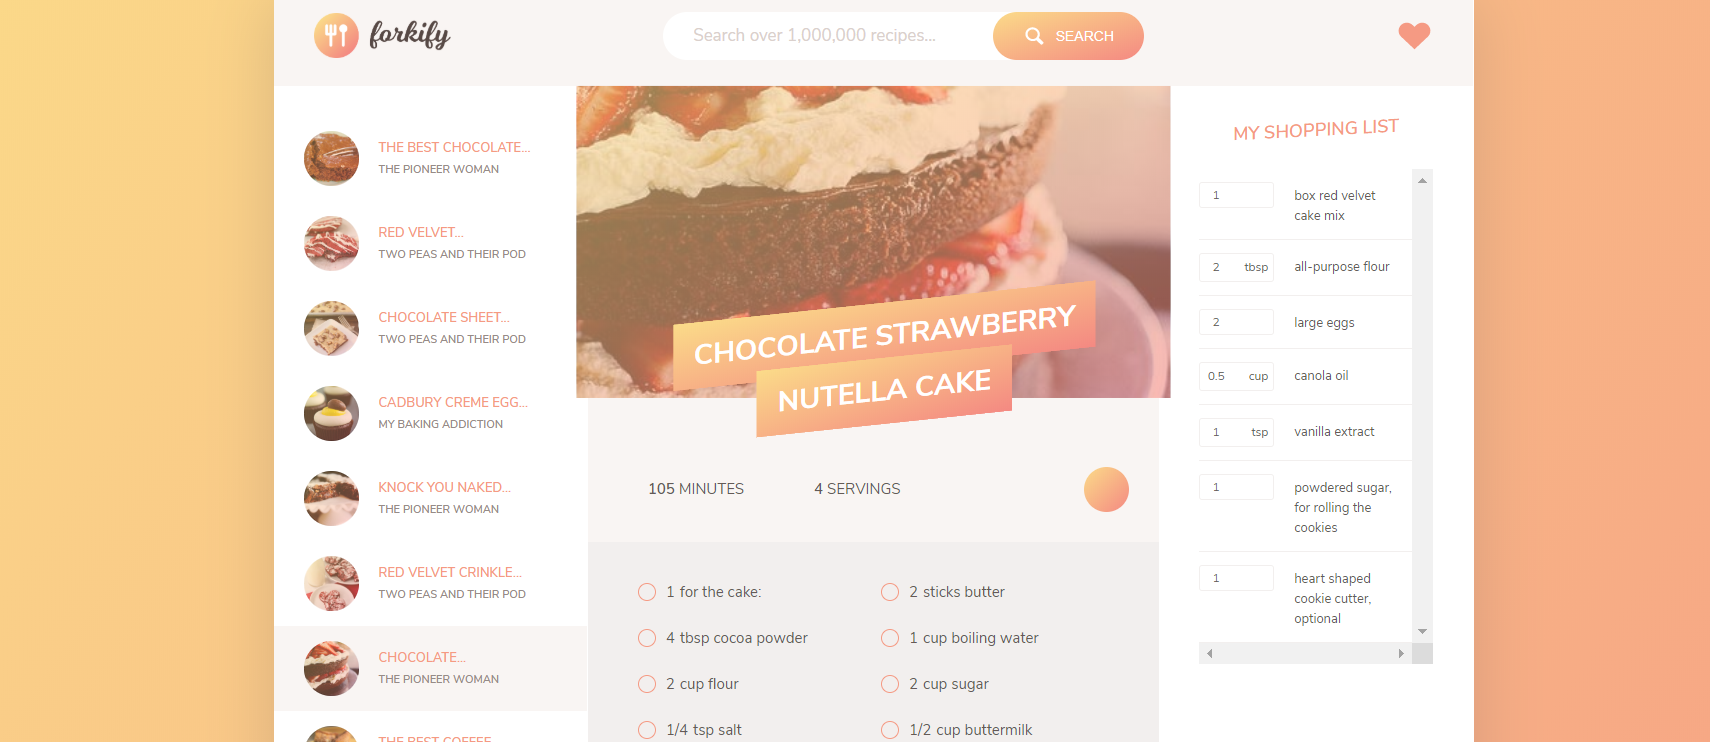 forkify
Search over 1,000,000 recipes...
SEARCH
THE BEST CHOCOLATE...
THE PIONEER WOMAN
RED VELVET...
TWO PEAS AND THEIR POD
CHOCOLATE SHEET...
TWO PEAS AND THEIR POD
CADBURY CREME EGG...
MY BAKING ADDICTION
KNOCK YOU NAKED...
THE PIONEER WOMAN
RED VELVET CRINKLE...
TWO PEAS AND THEIR POD
CHOCOLATE...
THE PIONEER WOMAN
THE BEST COFFEE
CHOCOLATE STRAWBERRY
NUTELLA CAKE
105 MINUTES
4 SERVINGS
1 for the cake:
2 sticks butter
4 tbsp cocoa powder
1 cup boiling water
2 cup flour
2 cup sugar
1/4 tsp salt
1/2 cup buttermilk
MY SHOPPING LIST
1 box red velvet
cake mix
2 tbsp all-purpose flour
2 large eggs
0.5 cup canola oil
1 tsp vanilla extract
1 powdered sugar,
for rolling the
cookies
1 heart shaped
cookie cutter,
optional